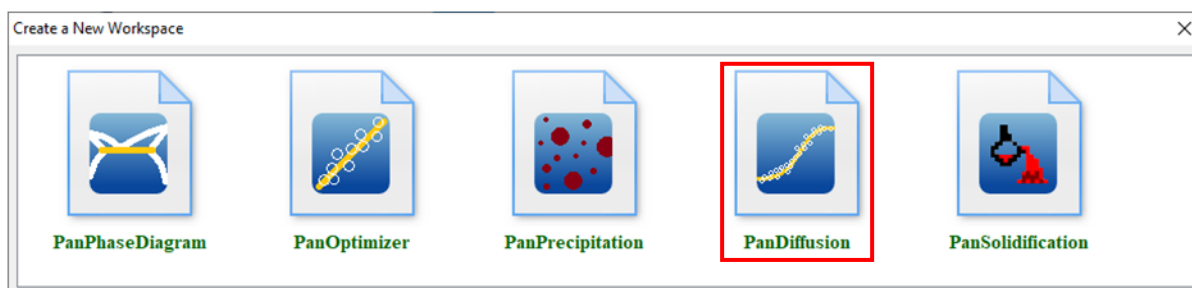 Create a New Workspace
PanPhaseDiagram PanOptimizer PanPrecipitation PanDiffusion PanSolidification